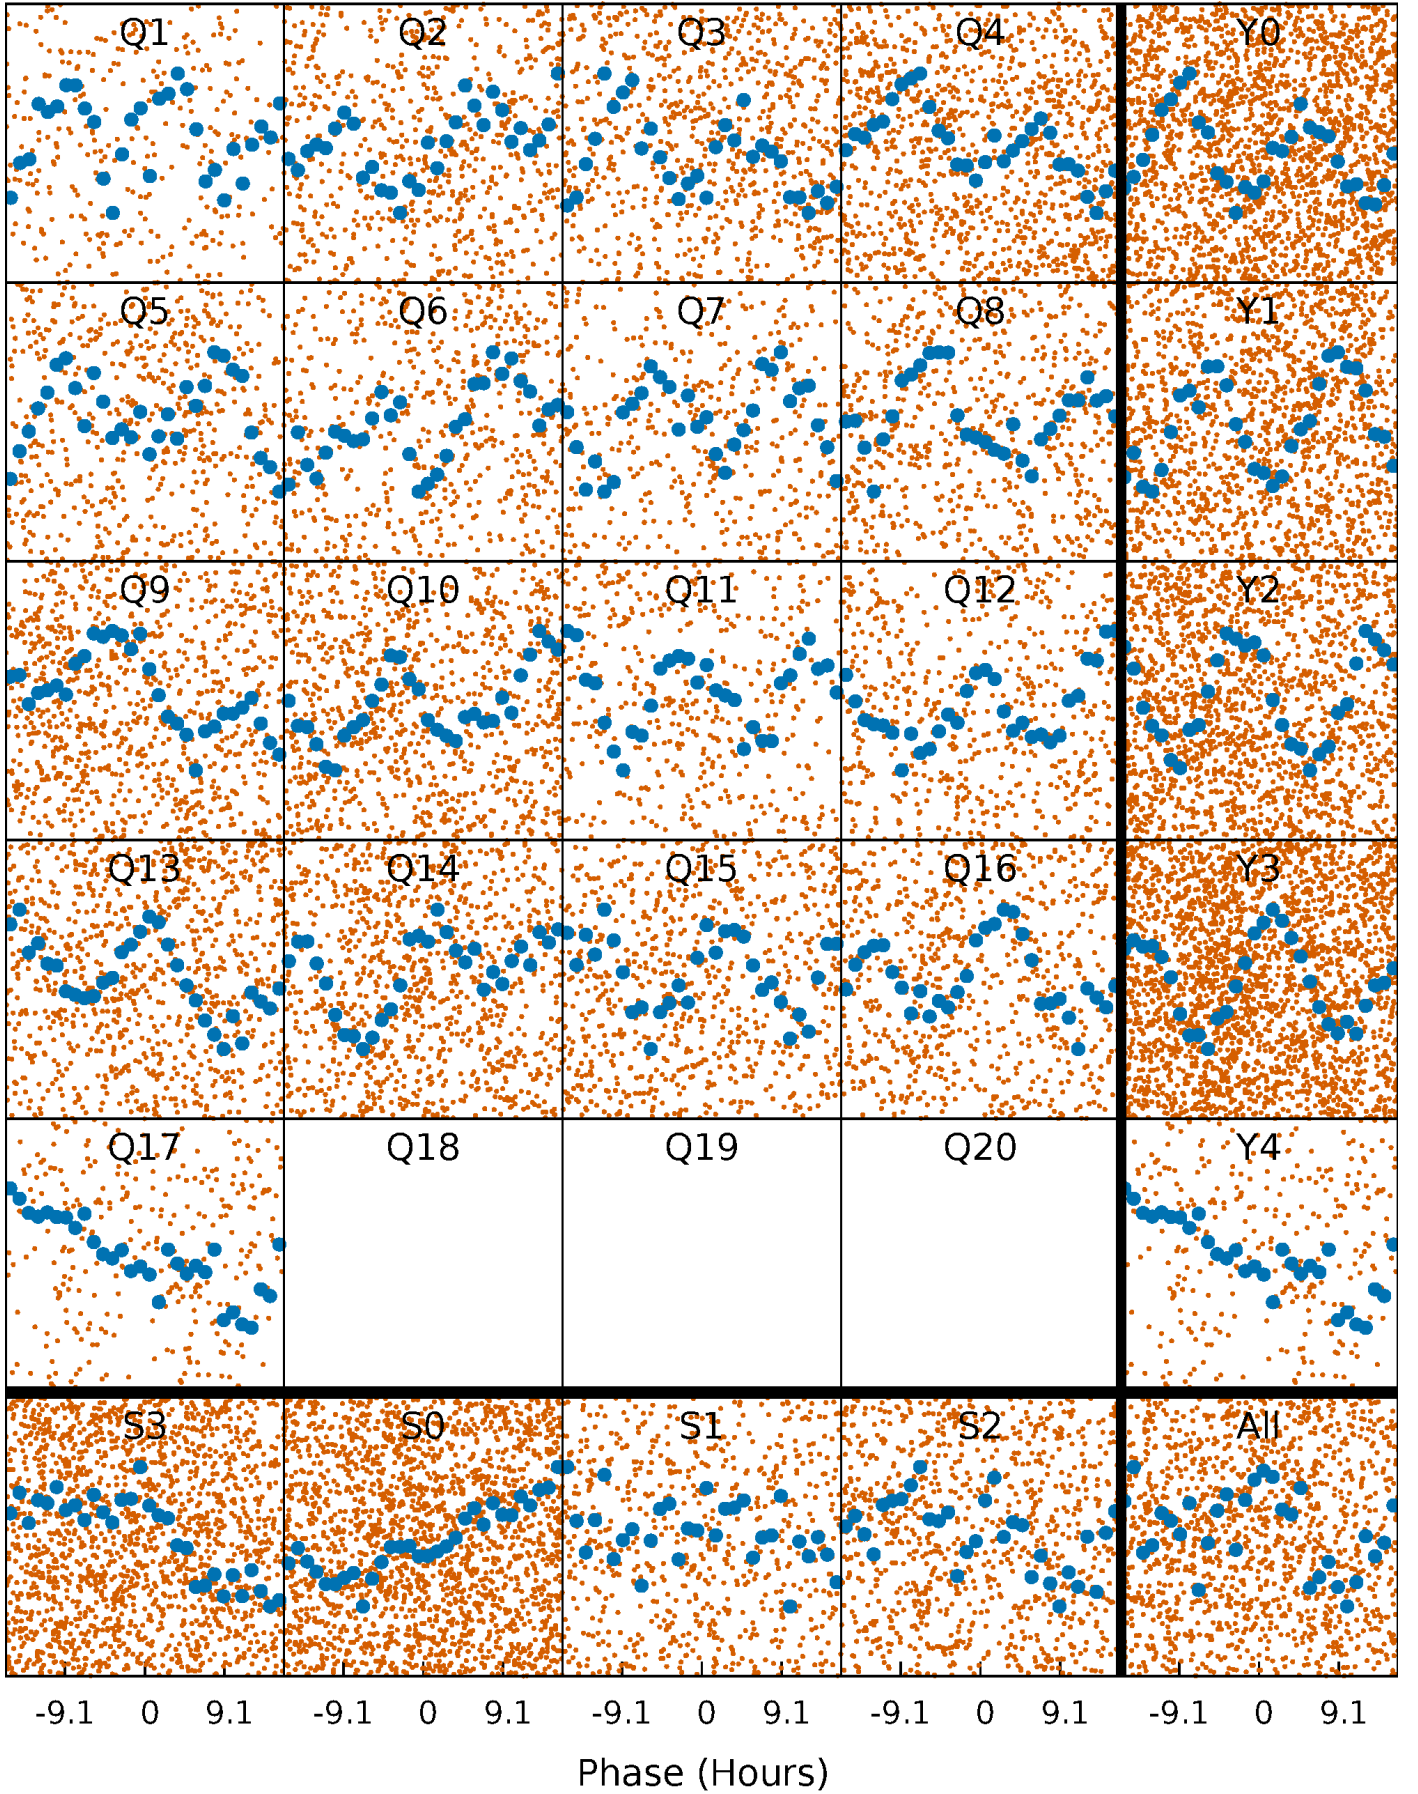 Q1 Q2 Q3 Q4 Y0
Q5 Q6 Q7 Q8 Y1
Q9 Q10 Q11 Q12 Y2
Q13 Q14 Q15 Q16 Y3
Q17 Q18 Q19 Q20 Y4
S3 S0 S1 S2 All
-9.1 0 9.1 -9.1 0 9.1 -9.1 0 9.1 -9.1 0 9.1 -9.1 0 9.1
Phase (Hours)